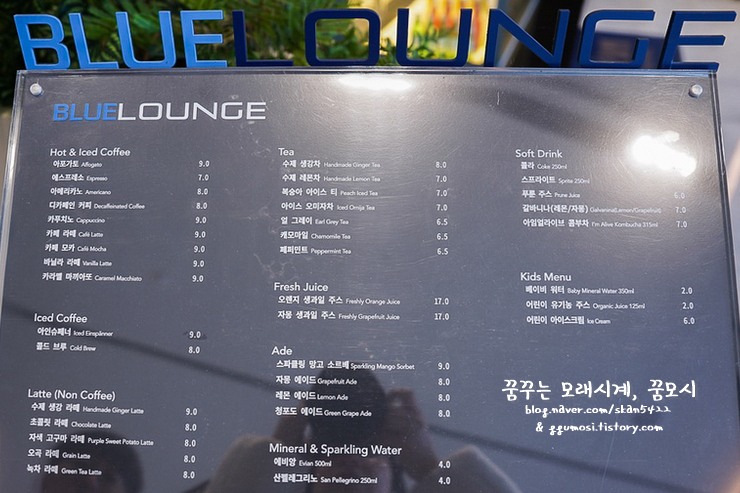 BLUELOUNGE
BLUELOUNGE
Hot & Iced Coffee
아포가토 Affogato 9.0
에스프레소 Espresso 7.0
아메리카노 Americano 8.0
디카페인 커피 Decaffeinated Coffee 8.0
카푸치노 Cappuccino 9.0
카페 라떼 Café Latte 9.0
카페 모카 Café Mocha 9.0
바닐라 라떼 Vanilla Latte 9.0
카라멜 마끼아또 Caramel Macchiato 9.0
Iced Coffee
아인슈페너 Iced Einspänner 9.0
콜드 브루 Cold Brew 8.0
Latte (Non Coffee)
수제 생강 라떼 Handmade Ginger Latte 9.0
초콜릿 라떼 Chocolate Latte 8.0
자색 고구마 라떼 Purple Sweet Potato Latte 8.0
오곡 라떼 Grain Latte 8.0
녹차 라떼 Green Tea Latte 8.0
Tea
수제 생강차 Handmade Ginger Tea 8.0
수제 레몬차 Handmade Lemon Tea 7.0
복숭아 아이스 티 Peach Iced Tea 7.0
아이스 오미자차 Iced Omija Tea 7.0
얼 그레이 Earl Grey Tea 6.5
캐모마일 Chamomile Tea 6.5
페퍼민트 Peppermint Tea 6.5
Fresh Juice
오렌지 생과일 주스 Freshly Orange Juice 17.0
자몽 생과일 주스 Freshly Grapefruit Juice 17.0
Ade
스파클링 망고 소르베 Sparkling Mango Sorbet 9.0
자몽 에이드 Grapefruit Ade 8.0
레몬 에이드 Lemon Ade 8.0
청포도 에이드 Green Grape Ade 8.0
Mineral & Sparkling Water
에비앙 Evian 500ml 4.0
산펠레그리노 San Pellegrino 250ml 4.0
Soft Drink
콜라 Coke 250ml
스프라이트 Sprite 250ml
푸룬 주스 Prune Juice 6.0
갈바니나(레몬/자몽) Galvanina(Lemon/Grapefruit) 7.0
아임얼라이브 콤부차 I'm Alive Kombucha 315ml 7.0
Kids Menu
베이비 워터 Baby Mineral Water 350ml 2.0
어린이 유기농 주스 Organic Juice 125ml 2.0
어린이 아이스크림 Ice Cream 6.0
꿈꾸는 모래시계, 꿈모시
blog.naver.com/skan5422
& ggumosi.tistory.com